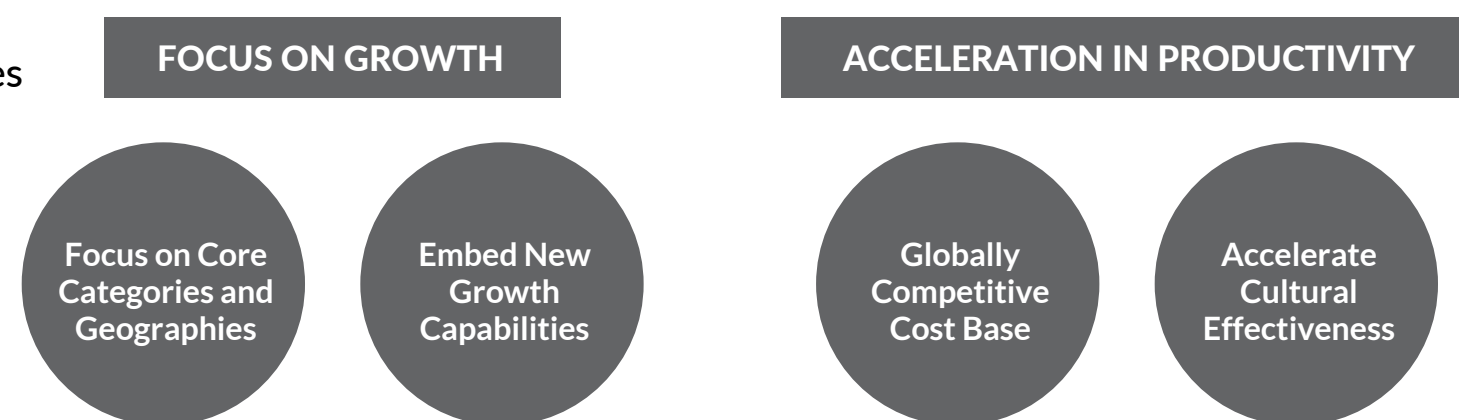 es
FOCUS ON GROWTH
ACCELERATION IN PRODUCTIVITY
Focus on Core
Categories and
Geographies
Embed New
Growth
Capabilities
Globally
Competitive
Cost Base
Accelerate
Cultural
Effectiveness